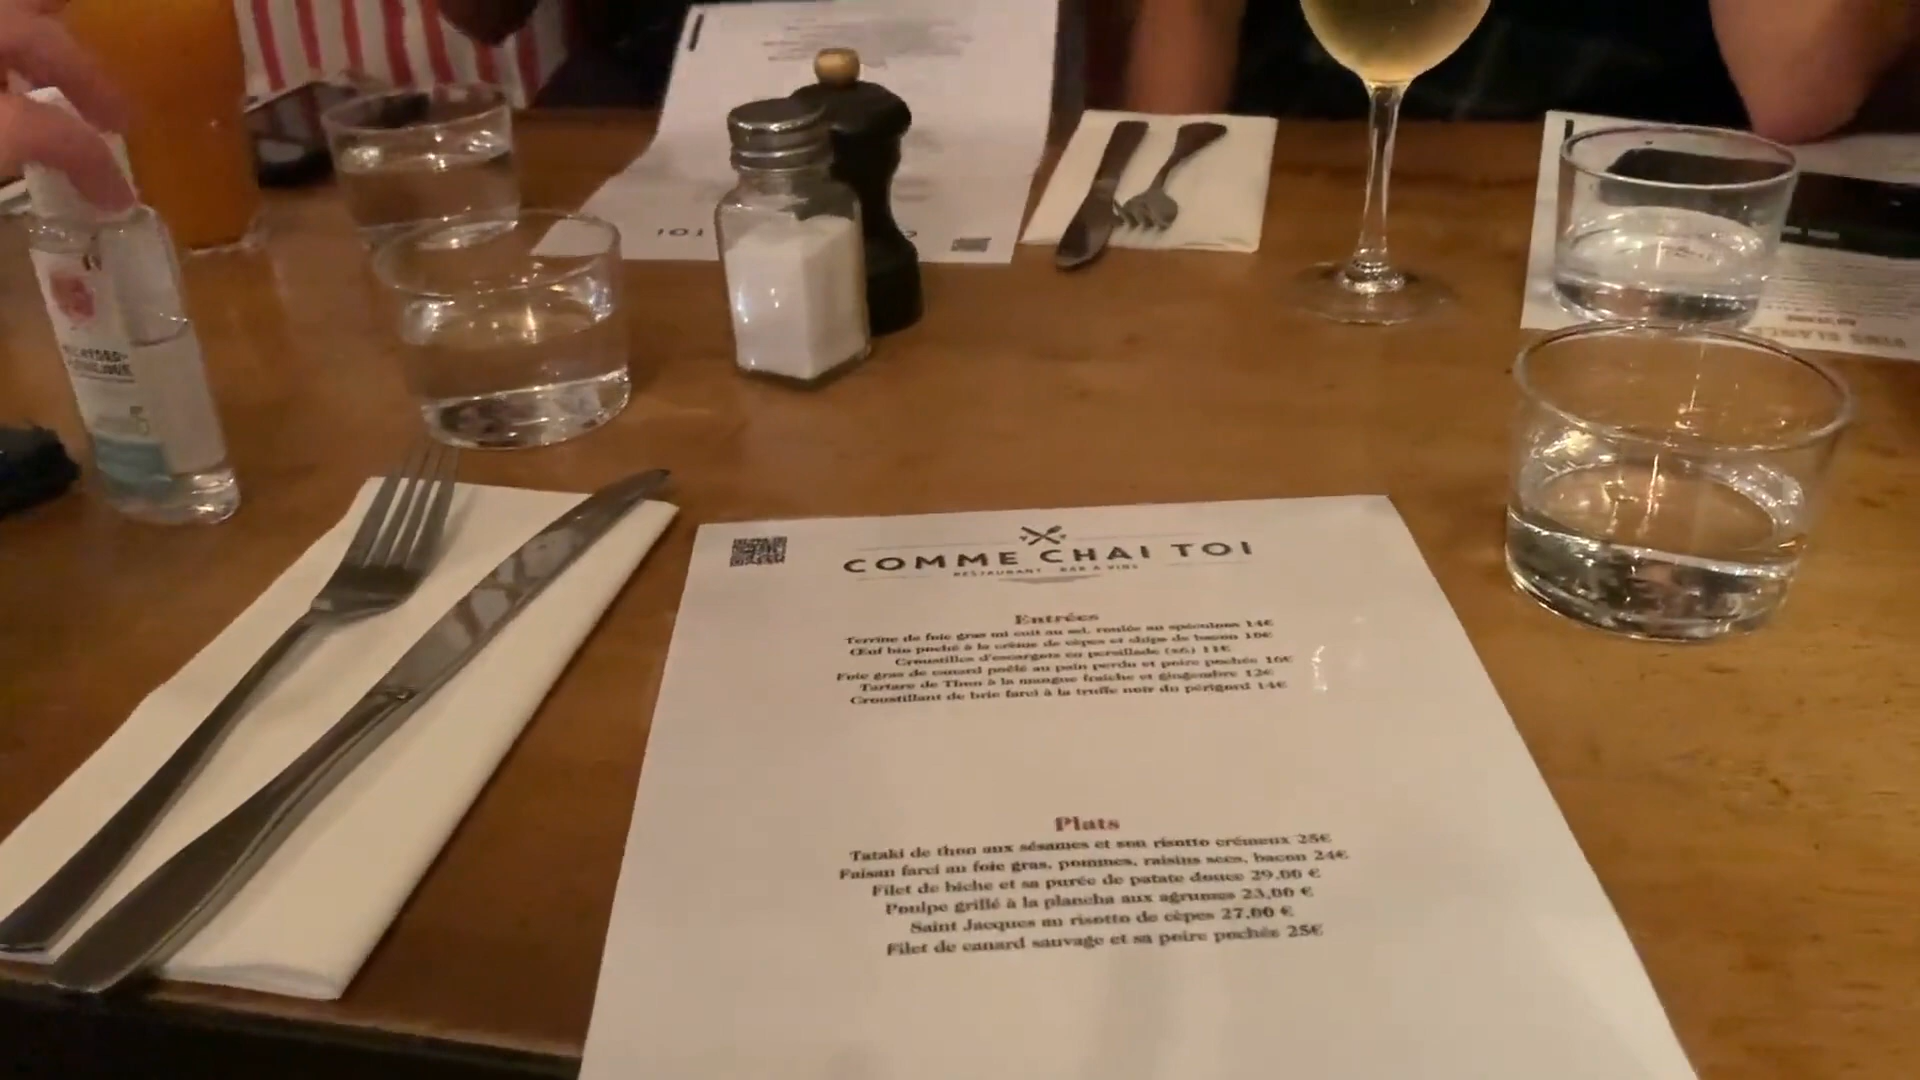 COMME CHAI TOI
RESTAURANT BAR A VINS
Entrées
Terrine de foie gras mi cuit au sel, roulée au spéculoos 14€
Œuf bio poché à la crème de cèpes et chips de bacon 10€
Croustilles d'escargots en persillade (x6) 11€
Foie gras de canard poêlé au pain perdu et poire pochée 16€
Tartare de Thon à la mangue fraîche et gingembre 12€
Croustillant de brie farci à la truffe noir du périgord 14€
Plats
Tataki de thon aux sésames et son risotto crémeux 25€
Faisan farci au foie gras, pommes, raisins secs, bacon 24€
Filet de biche et sa purée de patate douce 29,00 €
Poulpe grillé à la plancha aux agrumes 23,00 €
Saint Jacques au risotto de cèpes 27,00 €
Filet de canard sauvage et sa poire pochée 25€